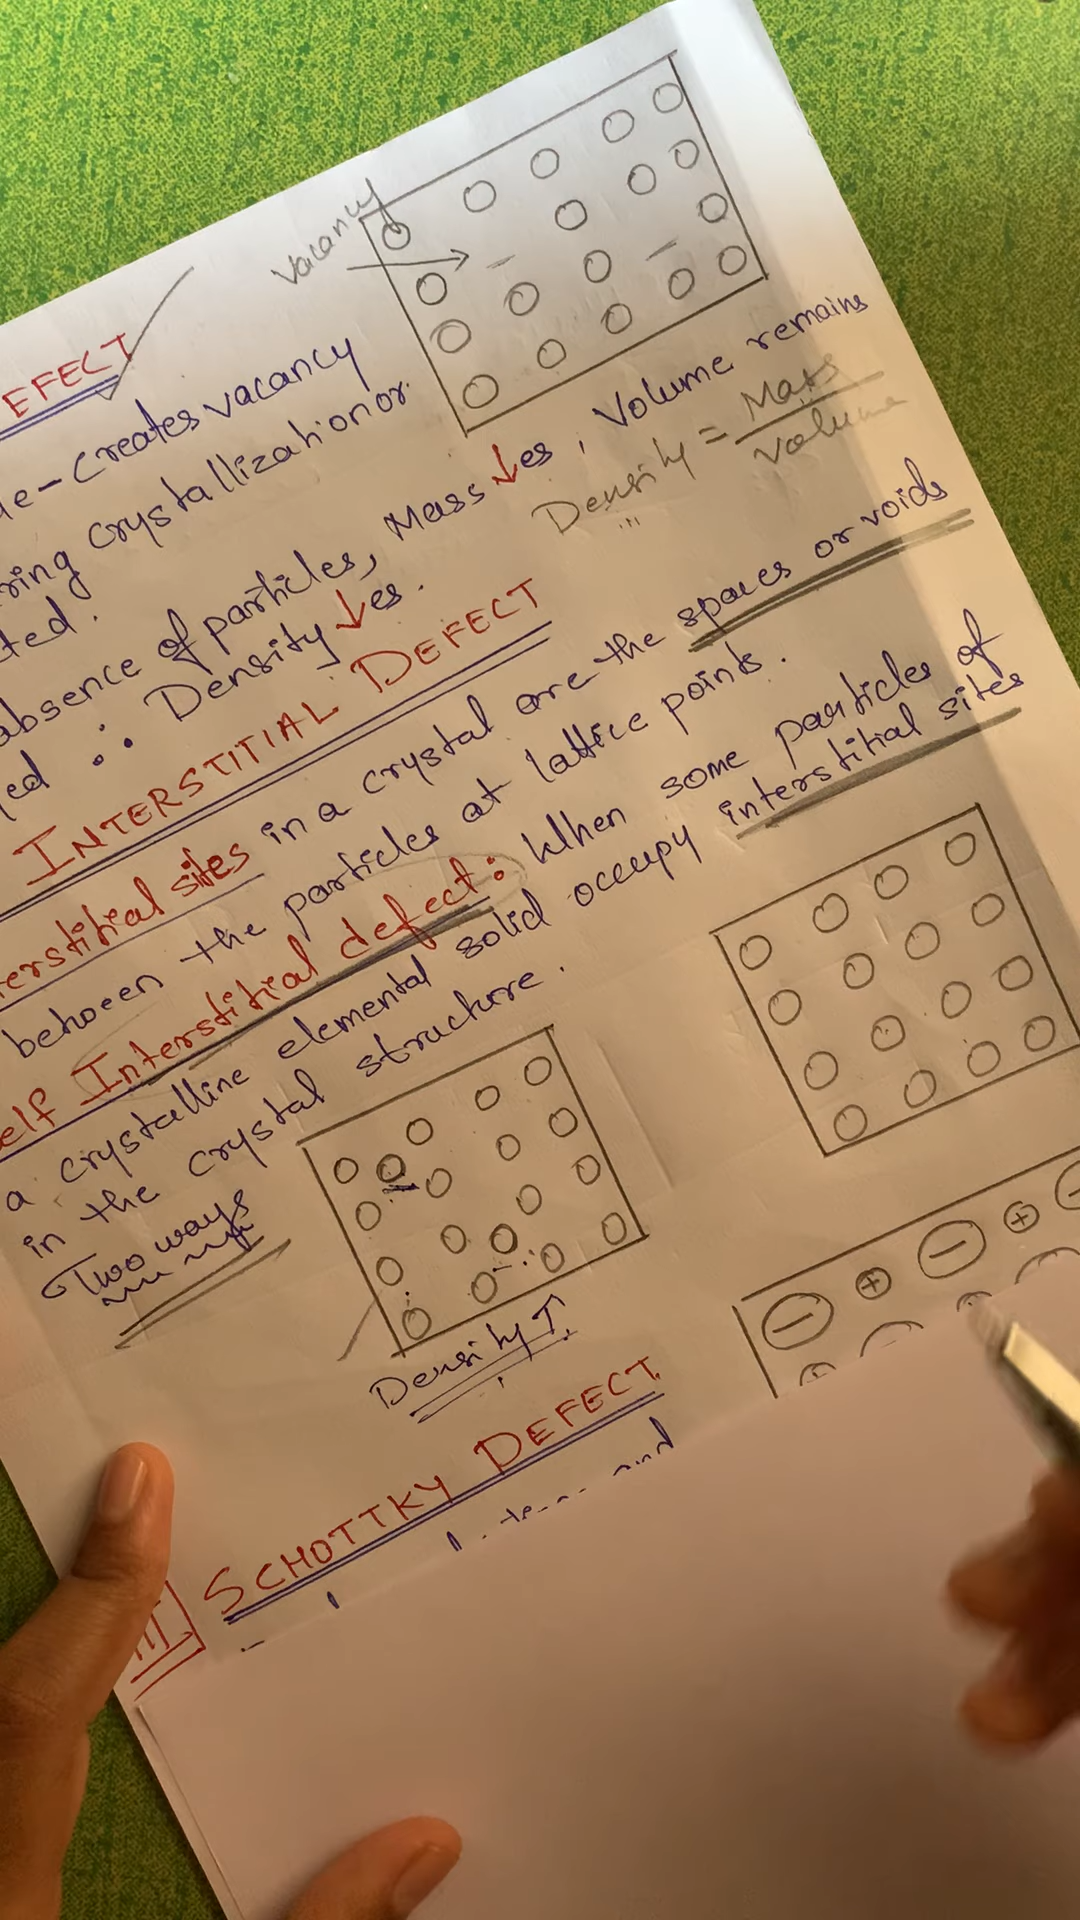 Vacancy
EFECT
creates vacancy
ring crystallization or
ted.
absence of particles, Mass ↓es, Volume remains
∴ Density ↓es.
Density = Mass
Volume
INTERSTITIAL DEFECT
erstitial sites in a crystal are the spaces or voids
between the particles at lattice points.
elf Interstitial defect: When some particles of
a crystalline elemental solid occupy interstitial sites
in the crystal structure.
Two ways
Density ↑.
− + −
III SCHOTTKY DEFECT